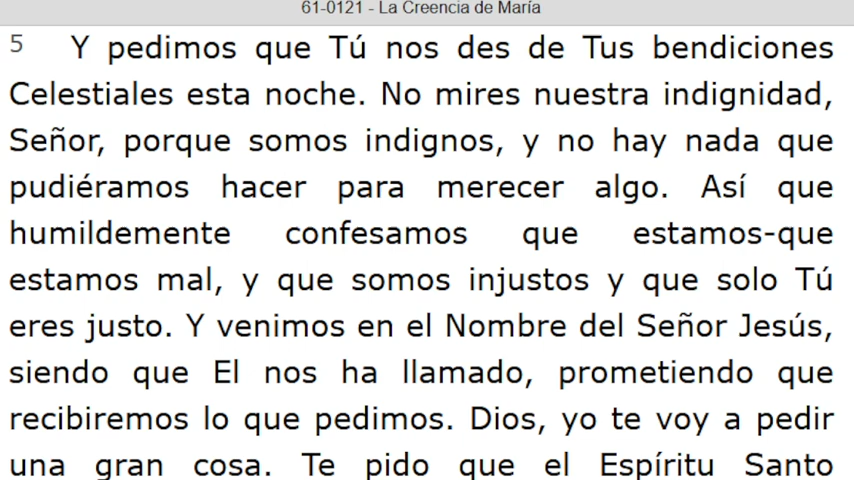 61-0121 - La Creencia de María
5 Y pedimos que Tú nos des de Tus bendiciones
Celestiales esta noche. No mires nuestra indignidad,
Señor, porque somos indignos, y no hay nada que
pudiéramos hacer para merecer algo. Así que
humildemente confesamos que estamos-que
estamos mal, y que somos injustos y que solo Tú
eres justo. Y venimos en el Nombre del Señor Jesús,
siendo que El nos ha llamado, prometiendo que
recibiremos lo que pedimos. Dios, yo te voy a pedir
una gran cosa. Te pido que el Espíritu Santo